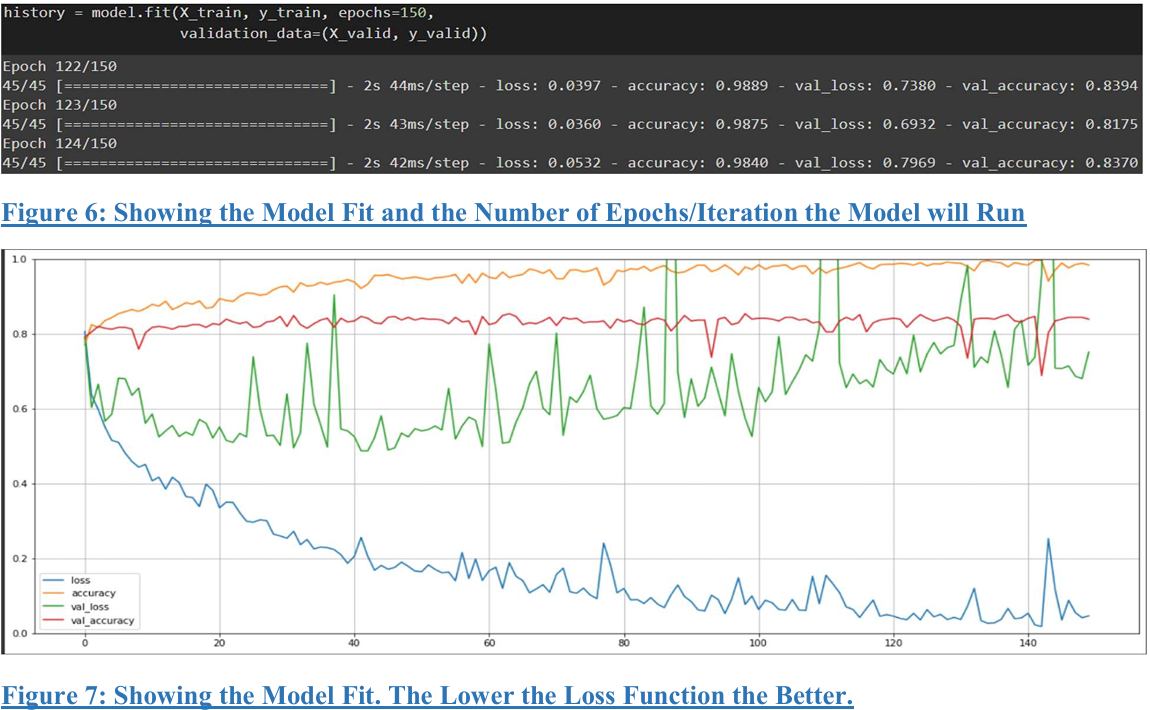 history = model.fit(X_train, y_train, epochs=150,
validation_data=(X_valid, y_valid))
Epoch 122/150
45/45 [==============================] - 2s 44ms/step - loss: 0.0397 - accuracy: 0.9889 - val_loss: 0.7380 - val_accuracy: 0.8394
Epoch 123/150
45/45 [==============================] - 2s 43ms/step - loss: 0.0360 - accuracy: 0.9875 - val_loss: 0.6932 - val_accuracy: 0.8175
Epoch 124/150
45/45 [==============================] - 2s 42ms/step - loss: 0.0532 - accuracy: 0.9840 - val_loss: 0.7969 - val_accuracy: 0.8370
Figure 6: Showing the Model Fit and the Number of Epochs/Iteration the Model will Run
1.0
0.8
0.6
0.4
0.2
0.0
loss
accuracy
val_loss
val_accuracy
0 20 40 60 80 100 120 140
Figure 7: Showing the Model Fit. The Lower the Loss Function the Better.